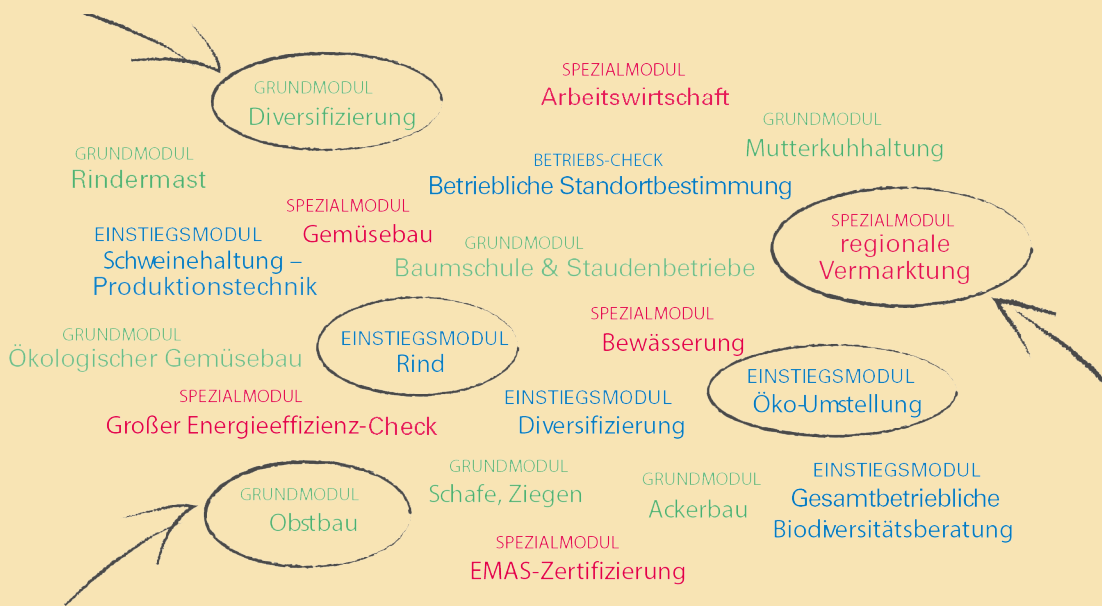 GRUNDMODUL
Diversifizierung
SPEZIALMODUL
Arbeitswirtschaft
GRUNDMODUL
Mutterkuhhaltung
GRUNDMODUL
Rindermast
BETRIEBS-CHECK
Betriebliche Standortbestimmung
SPEZIALMODUL
Gemüsebau
SPEZIALMODUL
regionale
Vermarktung
EINSTIEGSMODUL
Schweinehaltung –
Produktionstechnik
GRUNDMODUL
Baumschule & Staudenbetriebe
GRUNDMODUL
Ökologischer Gemüsebau
EINSTIEGSMODUL
Rind
SPEZIALMODUL
Bewässerung
EINSTIEGSMODUL
Öko-Umstellung
SPEZIALMODUL
Großer Energieeffizienz-Check
EINSTIEGSMODUL
Diversifizierung
GRUNDMODUL
Obstbau
GRUNDMODUL
Schafe, Ziegen
GRUNDMODUL
Ackerbau
EINSTIEGSMODUL
Gesamtbetriebliche
Biodiversitätsberatung
SPEZIALMODUL
EMAS-Zertifizierung